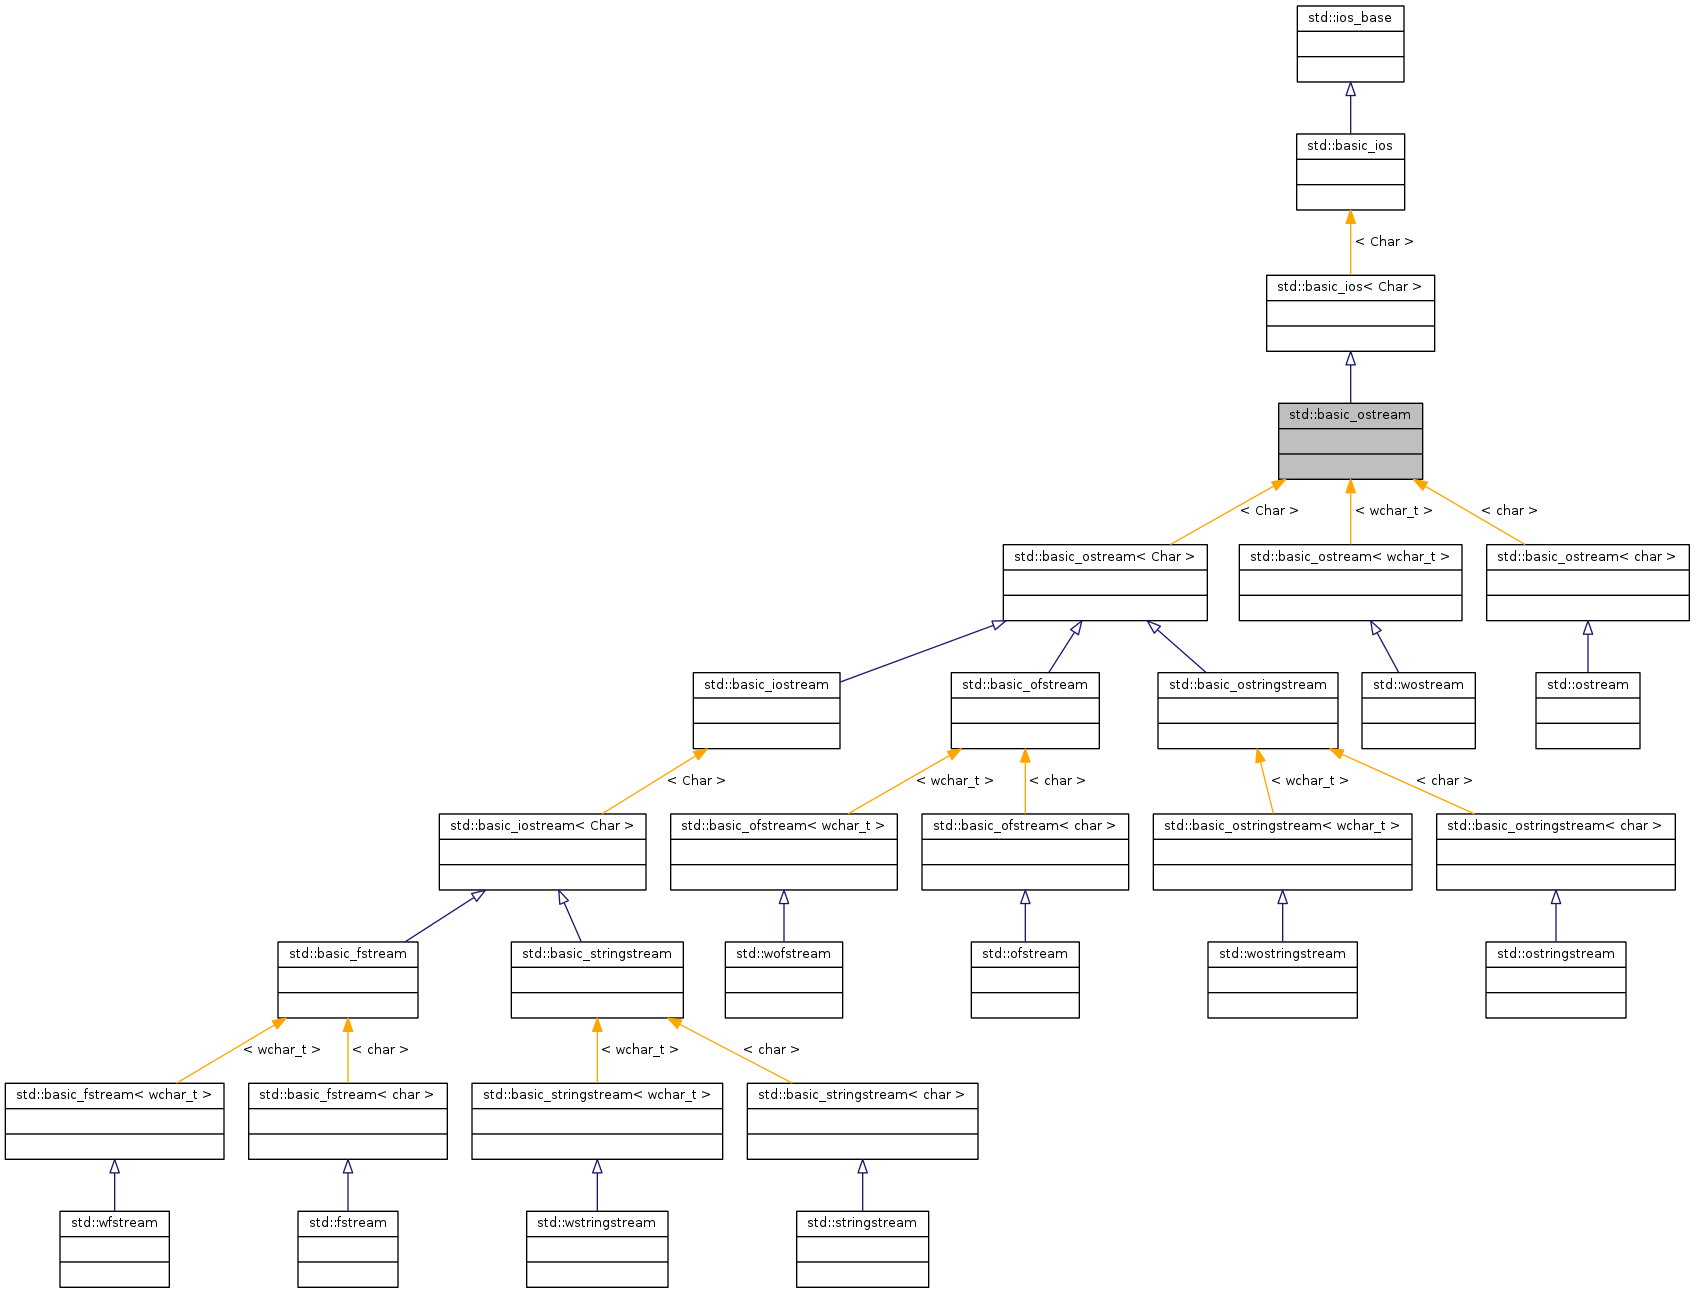 std::ios_base
std::basic_ios
< Char >
std::basic_ios< Char >
std::basic_ostream
< Char >
< wchar_t >
< char >
std::basic_ostream< Char >
std::basic_ostream< wchar_t >
std::basic_ostream< char >
std::basic_iostream
std::basic_ofstream
std::basic_ostringstream
std::wostream
std::ostream
< Char >
< wchar_t >
< char >
< wchar_t >
< char >
std::basic_iostream< Char >
std::basic_ofstream< wchar_t >
std::basic_ofstream< char >
std::basic_ostringstream< wchar_t >
std::basic_ostringstream< char >
std::basic_fstream
std::basic_stringstream
std::wofstream
std::ofstream
std::wostringstream
std::ostringstream
< wchar_t >
< char >
< wchar_t >
< char >
std::basic_fstream< wchar_t >
std::basic_fstream< char >
std::basic_stringstream< wchar_t >
std::basic_stringstream< char >
std::wfstream
std::fstream
std::wstringstream
std::stringstream